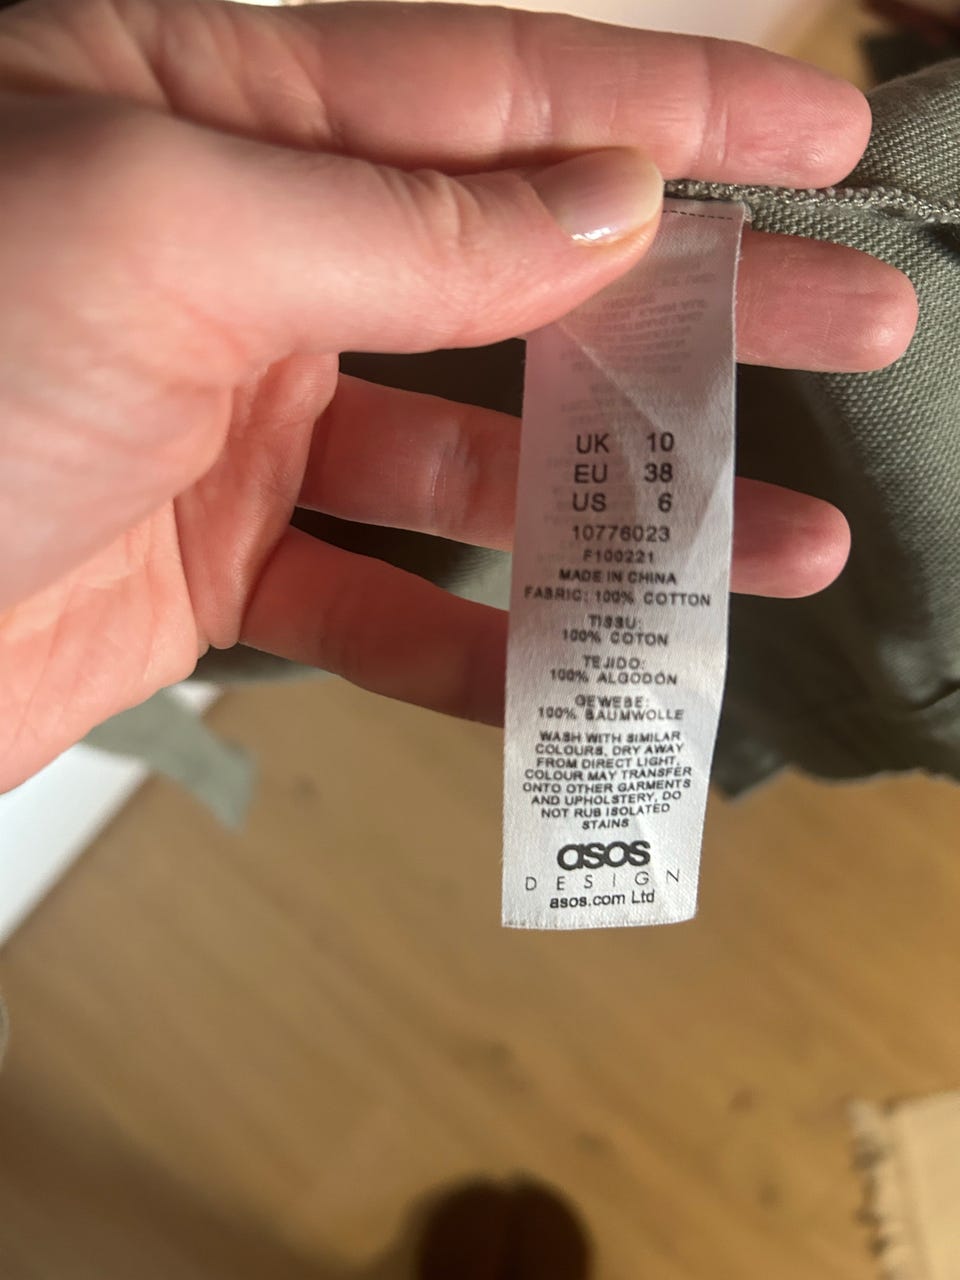 UK 10
EU 38
US 6
10776023
F100221
MADE IN CHINA
FABRIC: 100% COTTON
TISSU:
100% COTON
TEJIDO:
100% ALGODÓN
GEWEBE:
100% BAUMWOLLE
WASH WITH SIMILAR
COLOURS, DRY AWAY
FROM DIRECT LIGHT,
COLOUR MAY TRANSFER
ONTO OTHER GARMENTS
AND UPHOLSTERY, DO
NOT RUB ISOLATED
STAINS
asos
DESIGN
asos.com Ltd